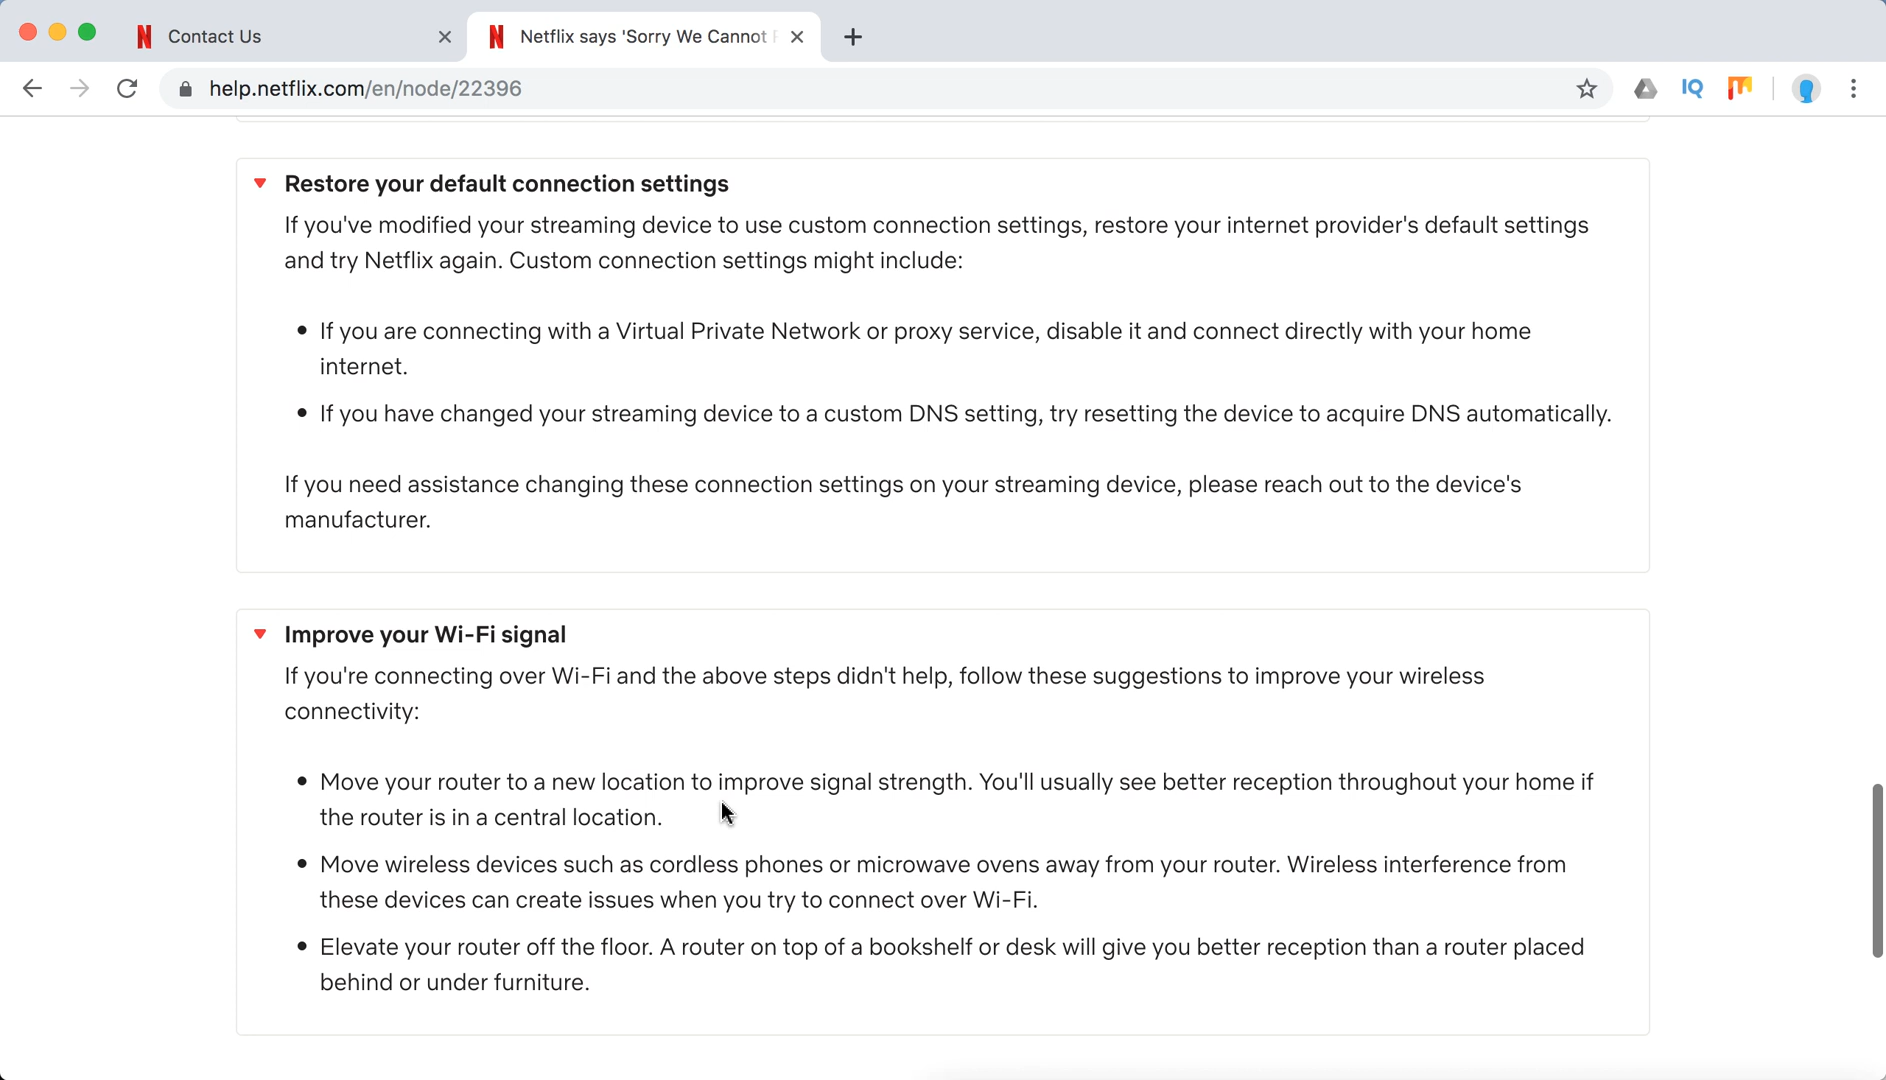 Contact Us
Netflix says 'Sorry We Cannot
help.netflix.com/en/node/22396
IQ
Restore your default connection settings
If you've modified your streaming device to use custom connection settings, restore your internet provider's default settings
and try Netflix again. Custom connection settings might include:
• If you are connecting with a Virtual Private Network or proxy service, disable it and connect directly with your home
internet.
• If you have changed your streaming device to a custom DNS setting, try resetting the device to acquire DNS automatically.
If you need assistance changing these connection settings on your streaming device, please reach out to the device's
manufacturer.
Improve your Wi-Fi signal
If you're connecting over Wi-Fi and the above steps didn't help, follow these suggestions to improve your wireless
connectivity:
• Move your router to a new location to improve signal strength. You'll usually see better reception throughout your home if
the router is in a central location.
• Move wireless devices such as cordless phones or microwave ovens away from your router. Wireless interference from
these devices can create issues when you try to connect over Wi-Fi.
• Elevate your router off the floor. A router on top of a bookshelf or desk will give you better reception than a router placed
behind or under furniture.